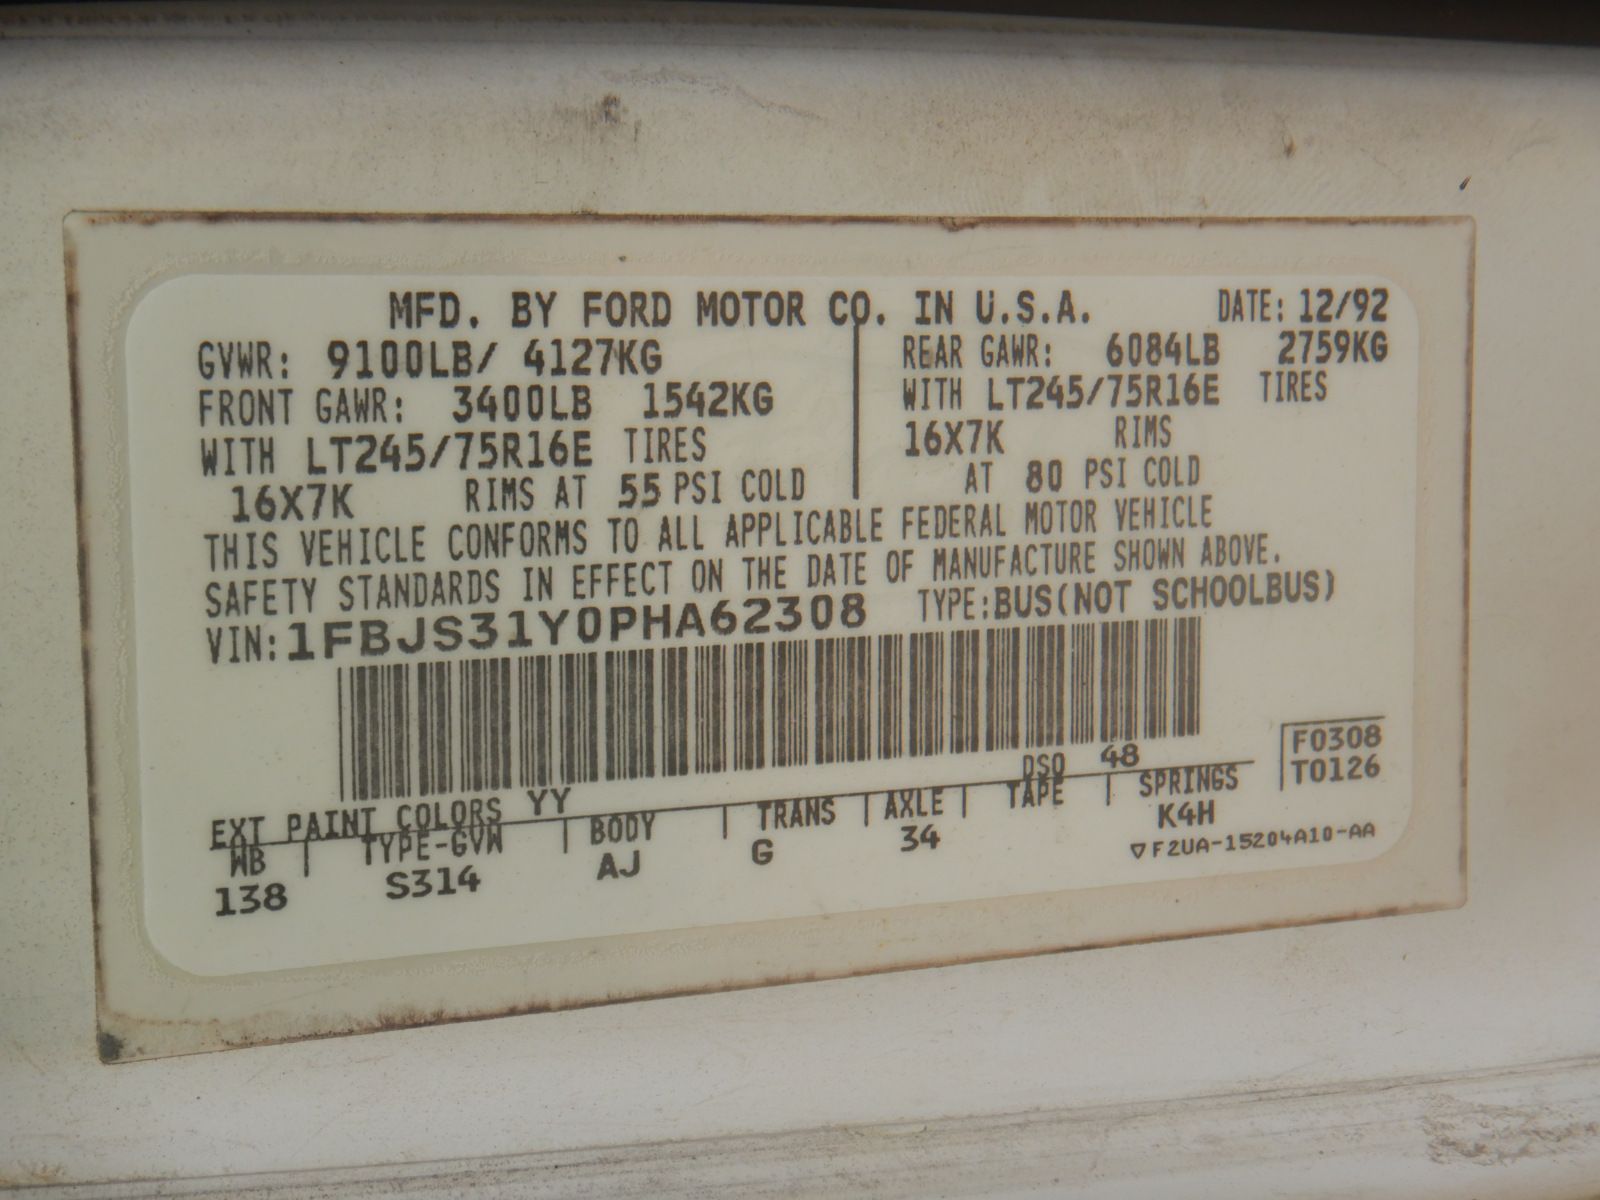 MFD. BY FORD MOTOR CO. IN U.S.A. DATE: 12/92
GVWR: 9100LB/ 4127KG
FRONT GAWR: 3400LB 1542KG
WITH LT245/75R16E TIRES
16X7K RIMS AT 55 PSI COLD
REAR GAWR: 6084LB 2759KG
WITH LT245/75R16E TIRES
16X7K RIMS
AT 80 PSI COLD
THIS VEHICLE CONFORMS TO ALL APPLICABLE FEDERAL MOTOR VEHICLE
SAFETY STANDARDS IN EFFECT ON THE DATE OF MANUFACTURE SHOWN ABOVE.
VIN: 1FBJS31Y0PHA62308 TYPE: BUS(NOT SCHOOLBUS)
F0308
T0126
EXT PAINT COLORS YY DSO 48
WB | TYPE-GVW | BODY | TRANS | AXLE | TAPE | SPRINGS
138 S314 AJ G 34 K4H
▽F2UA-15204A10-AA